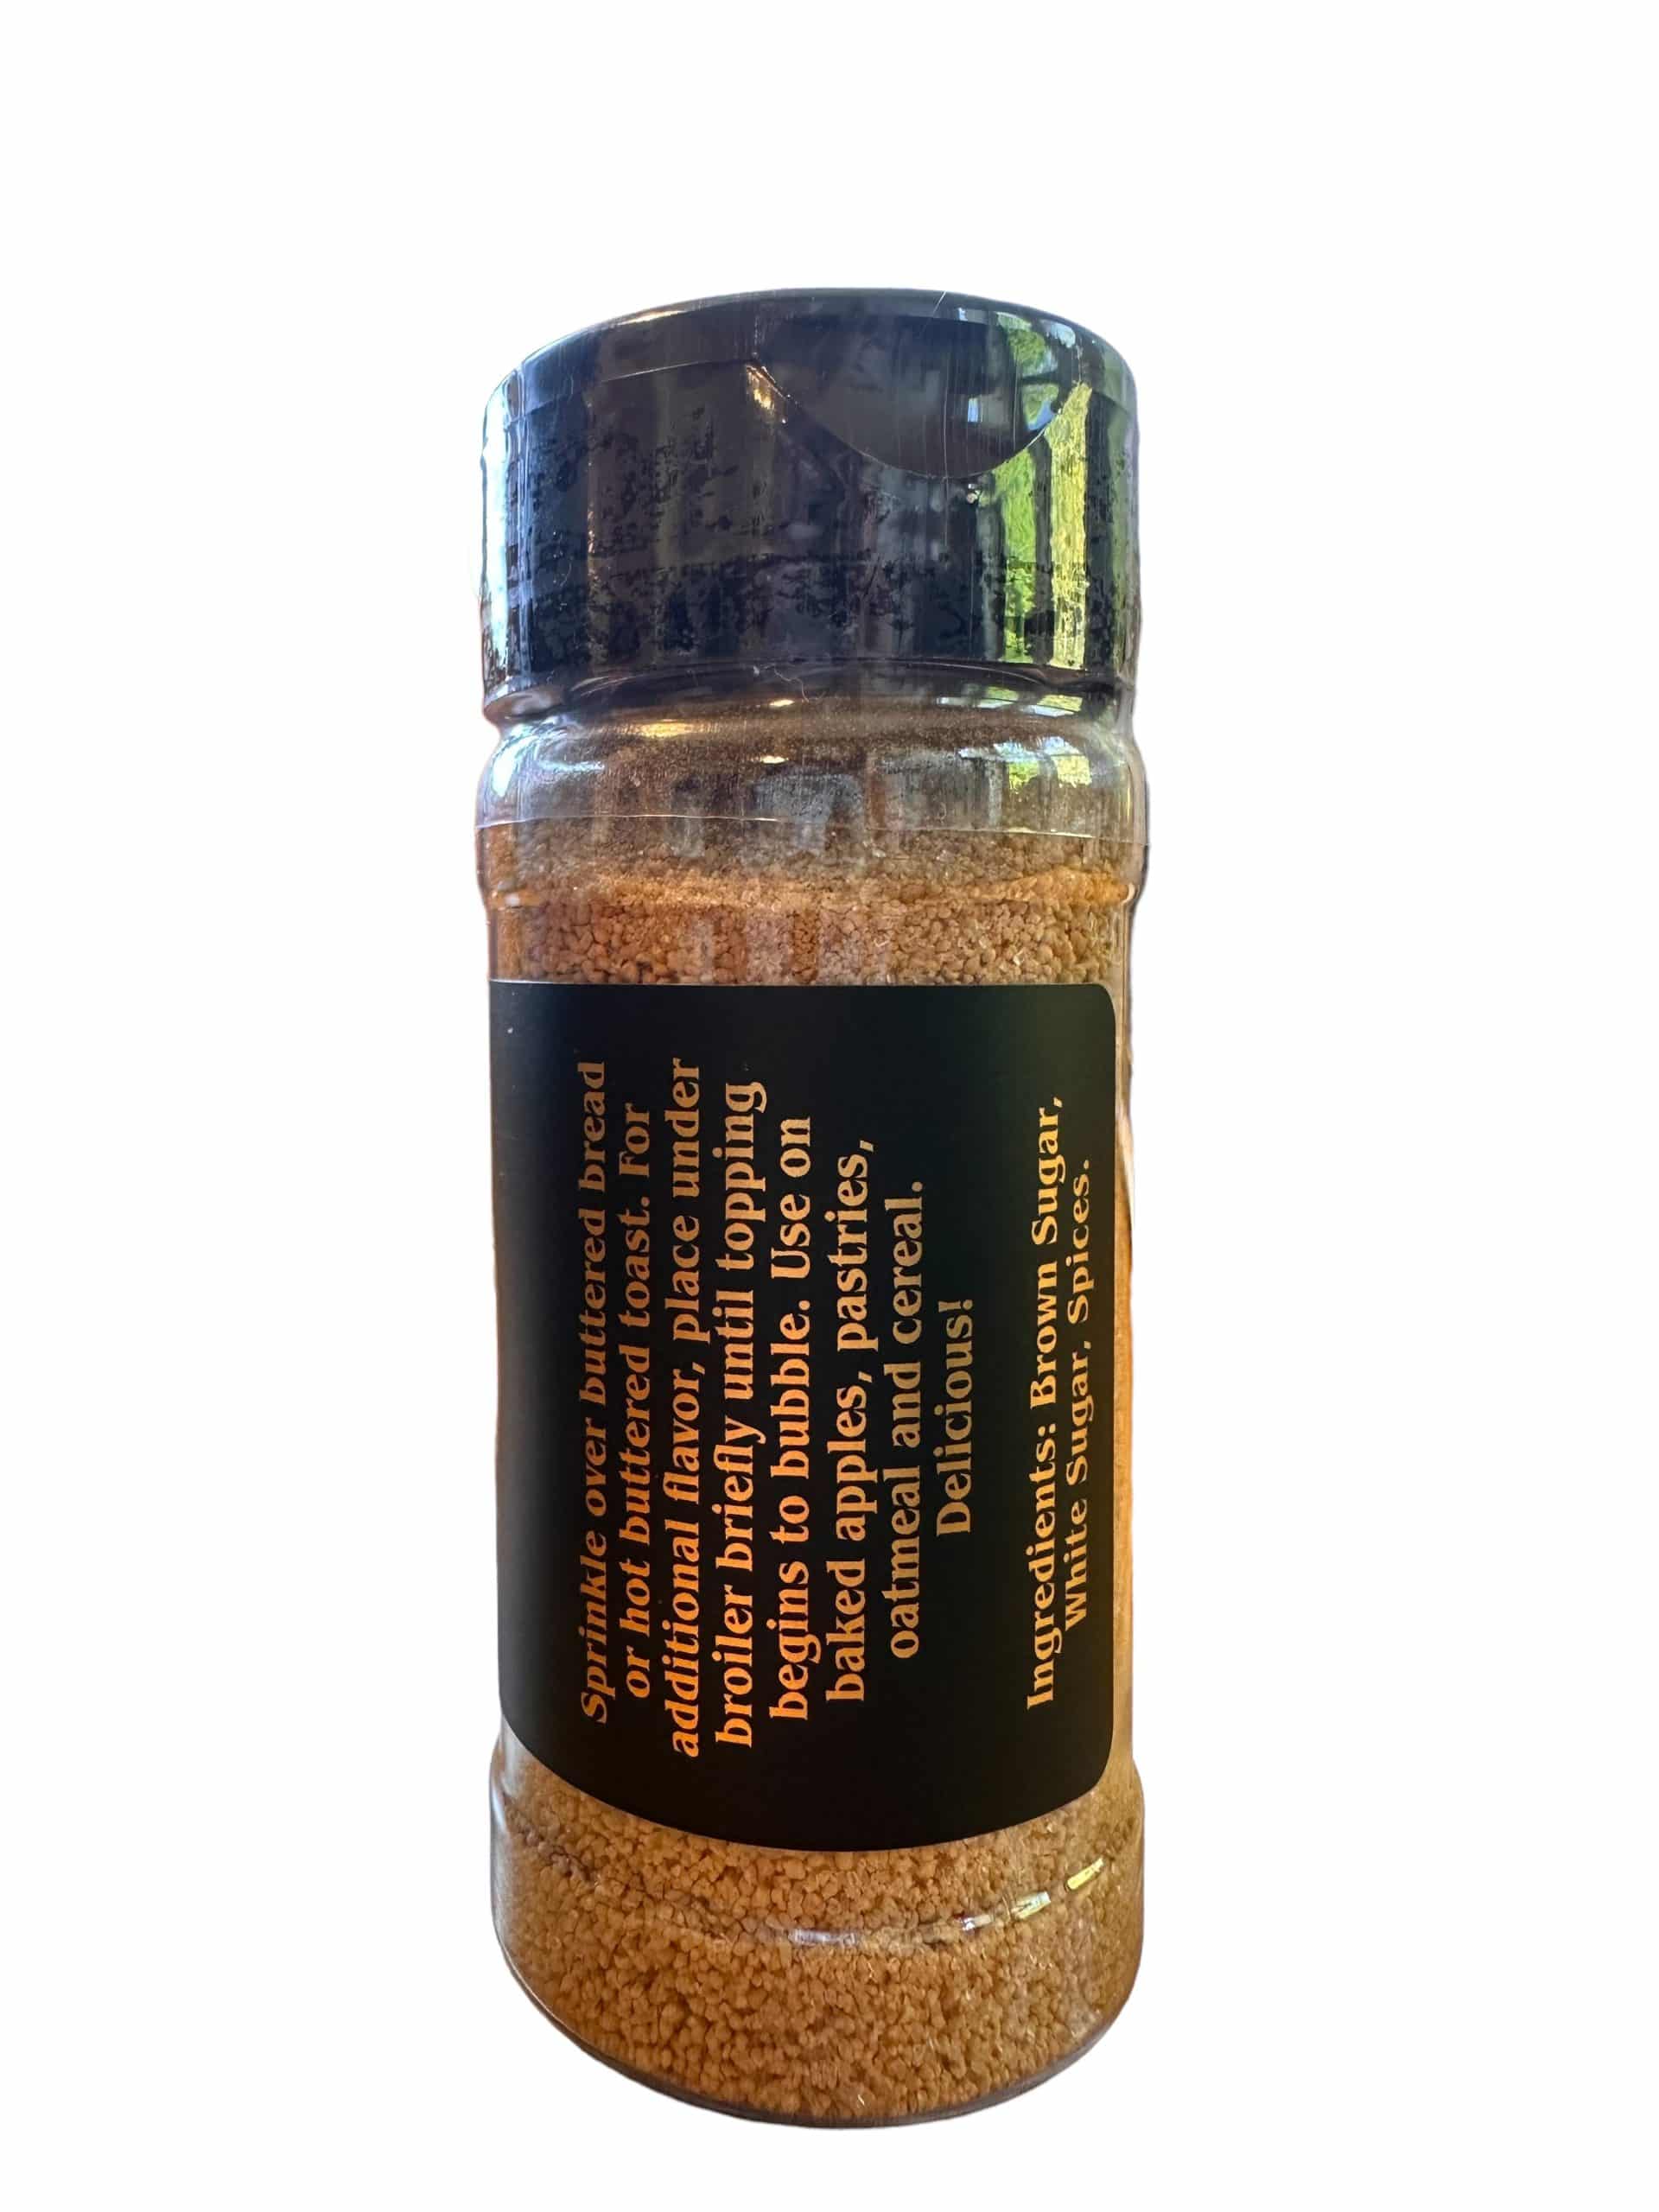 Sprinkle over buttered bread
or hot buttered toast. For
additional flavor, place under
broiler briefly until topping
begins to bubble. Use on
baked apples, pastries,
oatmeal and cereal.
Delicious!
Ingredients: Brown Sugar,
White Sugar, Spices.